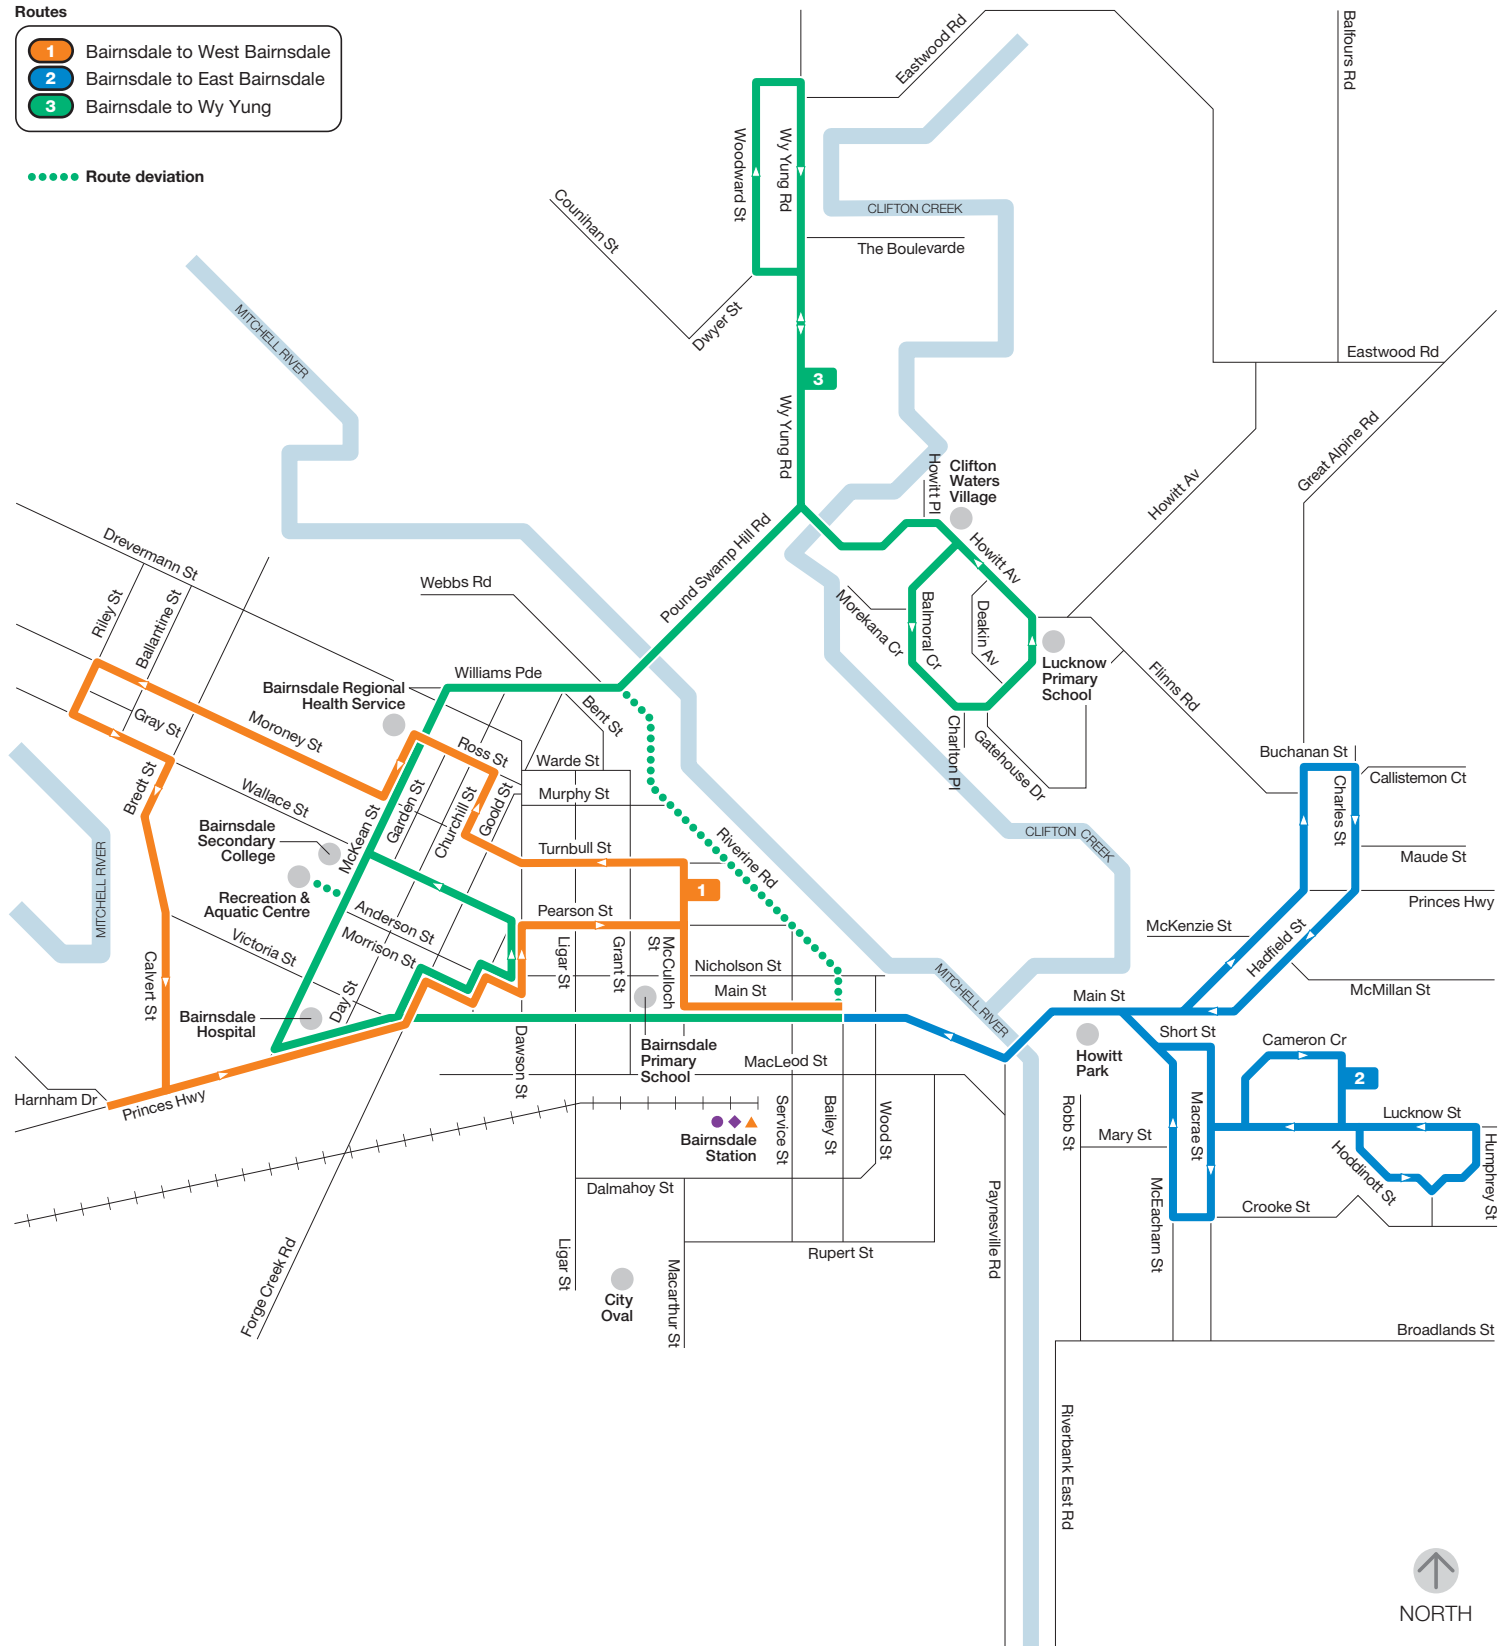 Routes
1 Bairnsdale to West Bairnsdale
2 Bairnsdale to East Bairnsdale
3 Bairnsdale to Wy Yung
Route deviation
Eastwood Rd
Balfours Rd
Woodward St
Wy Yung Rd
CLIFTON CREEK
The Boulevarde
Counihan St
Dwyer St
MITCHELL RIVER
Eastwood Rd
3
Wy Yung Rd
Great Alpine Rd
Howitt Pl
Clifton
Waters
Village
Howitt Av
Howitt Av
Pound Swamp Hill Rd
Drevermann St
Webbs Rd
Riley St
Ballantine St
Morekana Cr
Balmoral Cr
Deakin Av
Lucknow
Primary
School
Flinns Rd
Williams Pde
Bairnsdale Regional
Health Service
Gray St
Moroney St
Bent St
Ross St
Charlton Pl
Gatehouse Dr
Buchanan St
Callistemon Ct
Charles St
Warde St
Murphy St
Bredt St
Wallace St
McKean St
Garden St
Churchill St
Goold St
Bairnsdale
Secondary
College
Turnbull St
Riverine Rd
CLIFTON CREEK
Maude St
MITCHELL RIVER
Recreation &
Aquatic Centre
1
Princes Hwy
Anderson St
Morrison St
Pearson St
McKenzie St
Victoria St
Calvert St
Ligar St
Grant St
McCulloch
St
Nicholson St
Main St
MITCHELL RIVER
Hadfield St
McMillan St
Day St
Bairnsdale
Hospital
Main St
Dawson St
Bairnsdale
Primary
School
MacLeod St
Howitt
Park
Short St
Cameron Cr
2
Harnham Dr
Princes Hwy
Bairnsdale
Station
Service St
Bailey St
Wood St
Robb St
Mary St
Macrae St
Lucknow St
Hoddinott St
Humphrey St
Dalmahoy St
Paynesville Rd
McEacharn St
Crooke St
Forge Creek Rd
Ligar St
City
Oval
Macarthur St
Rupert St
Broadlands St
Riverbank East Rd
NORTH